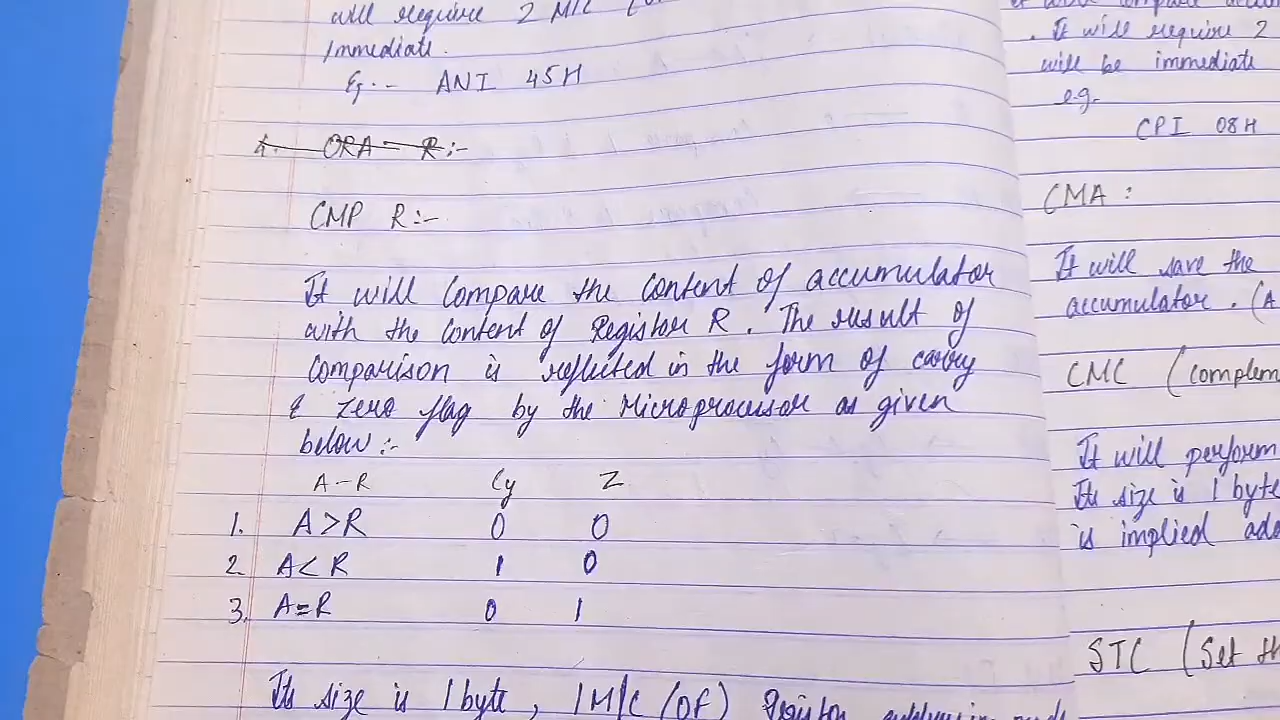 will require 2 M/C
Immediate.
Eg. - ANI 45H
4. ORA - R:-
CMP R:-
It will compare the content of accumulator
with the content of Register R. The result of
comparison is reflected in the form of carry
& zero flag by the Microprocessor as given
below:-
A-R Cy Z
1. A>R 0 0
2. A<R 1 0
3. A=R 0 1
Its size is 1 byte, 1 M/C (OF) Register
. It will require 2
will be immediate
e.g.
CPI 08H
CMA:
It will save the
accumulator. (A
CMC (complem
It will perform
Its size is 1 byte
is implied add
STC (Set th